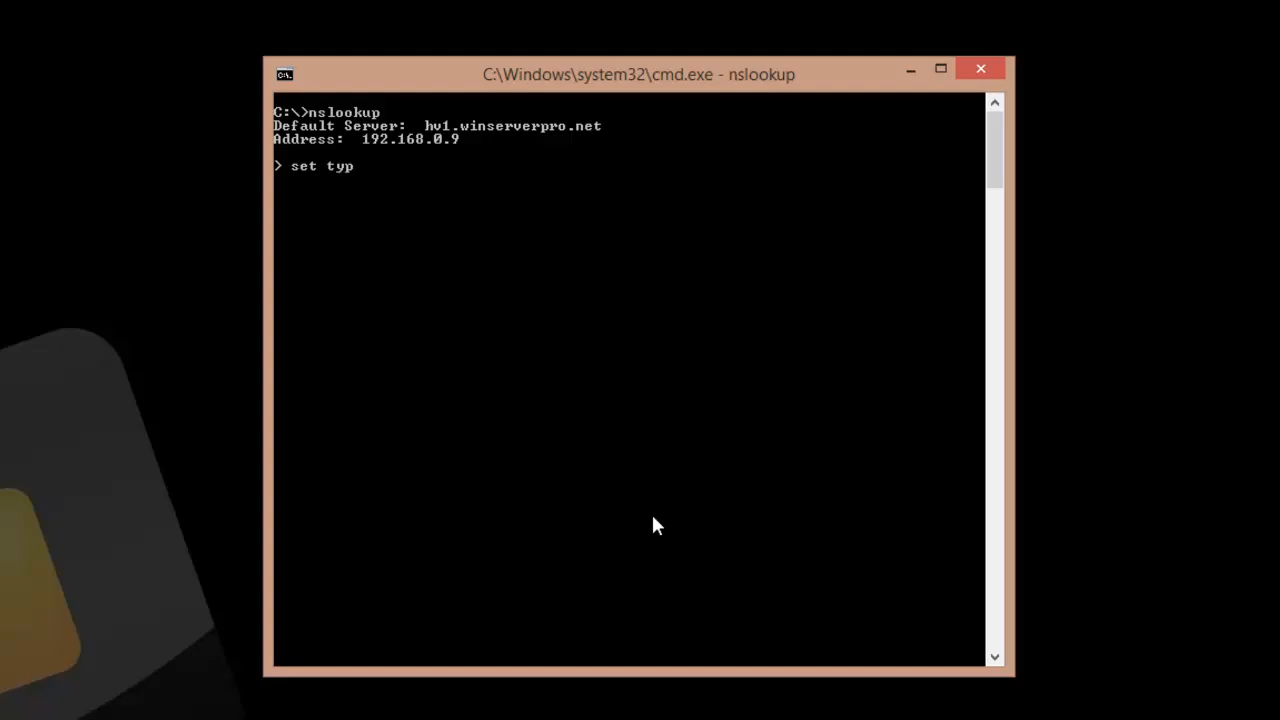 C:\Windows\system32\cmd.exe - nslookup
C:\>nslookup
Default Server:  hv1.winserverpro.net
Address:  192.168.0.9
> set typ